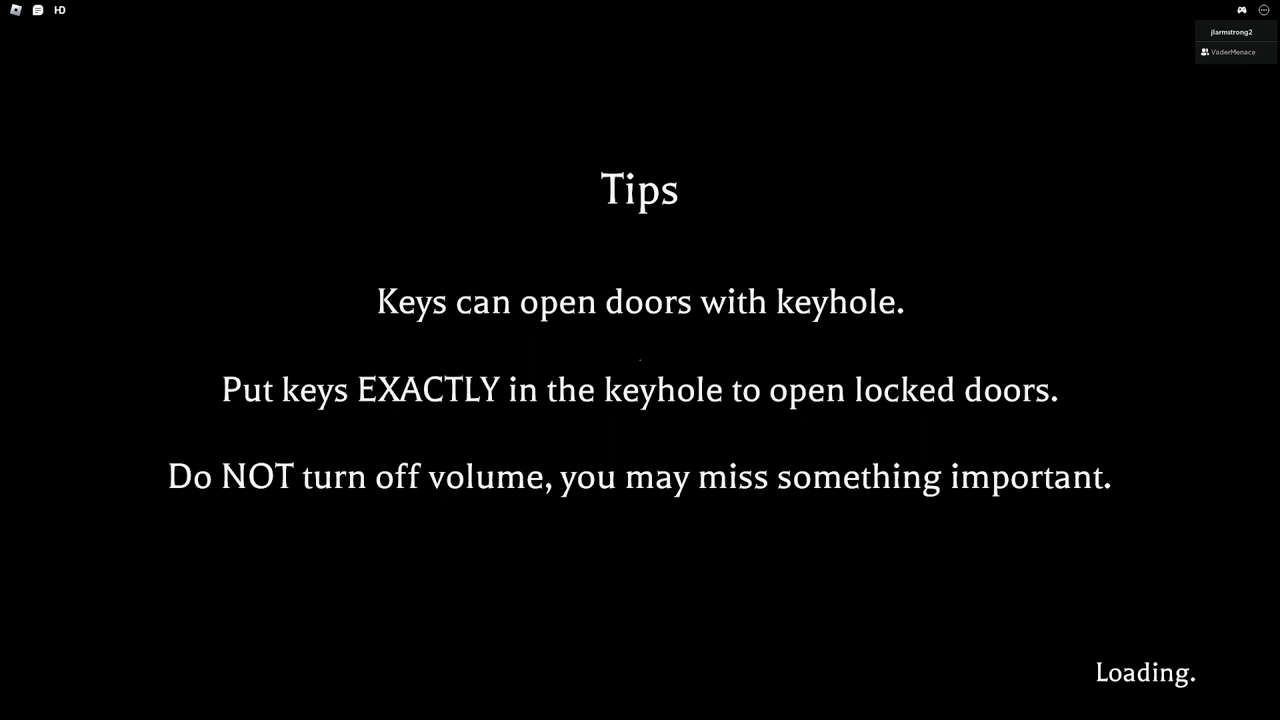 HD
jlarmstrong2
VaderMenace
Tips
Keys can open doors with keyhole.
Put keys EXACTLY in the keyhole to open locked doors.
Do NOT turn off volume, you may miss something important.
Loading.